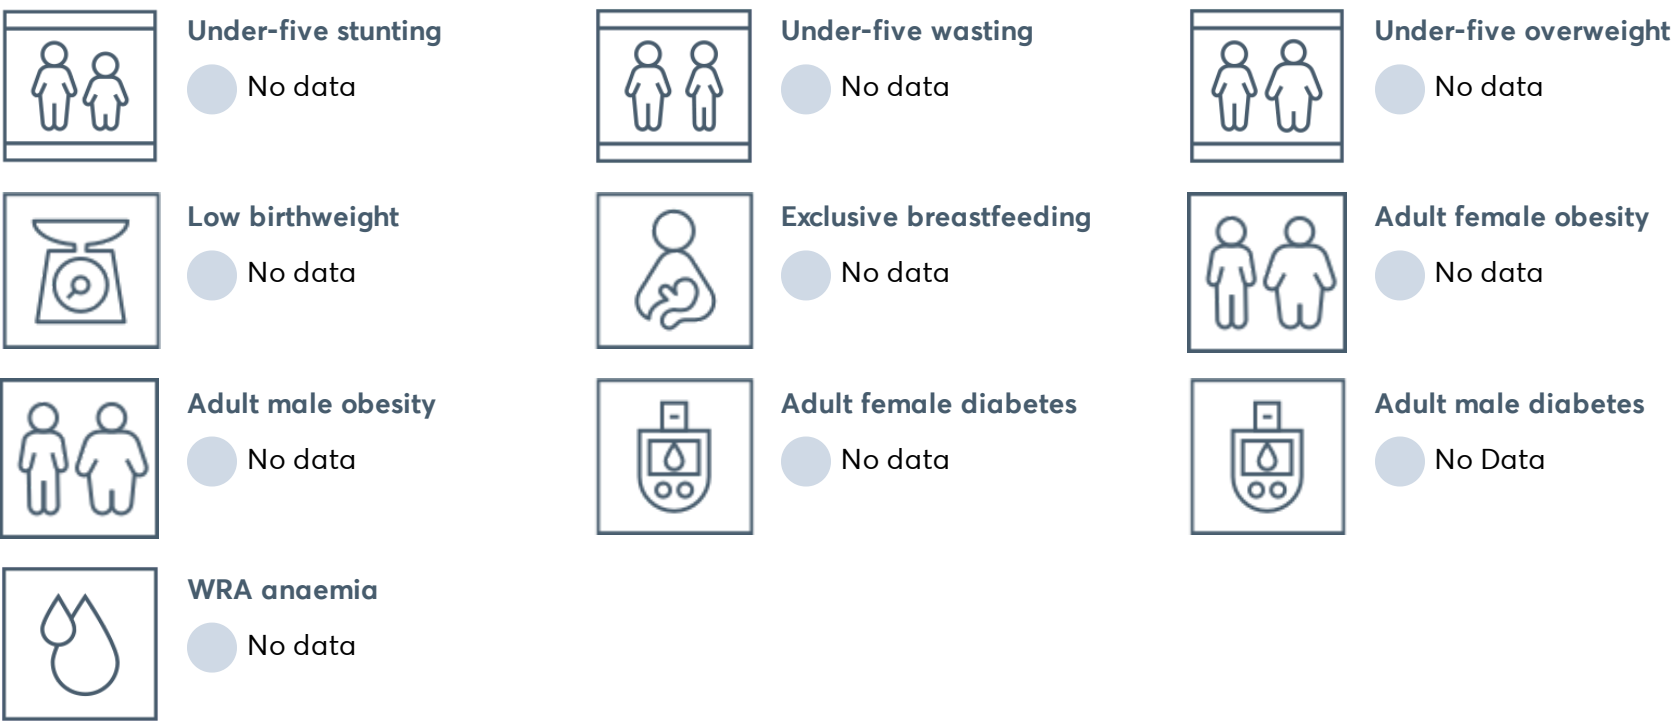 Under-five stunting
No data
Under-five wasting
No data
Under-five overweight
No data
Low birthweight
No data
Exclusive breastfeeding
No data
Adult female obesity
No data
Adult male obesity
No data
Adult female diabetes
No data
Adult male diabetes
No Data
WRA anaemia
No data